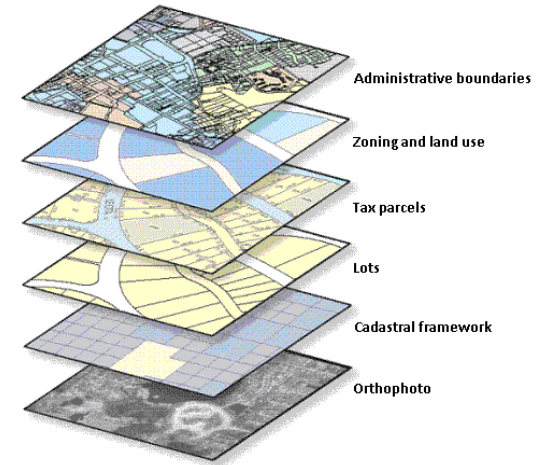 Administrative boundaries
Zoning and land use
Tax parcels
Lots
Cadastral framework
Orthophoto